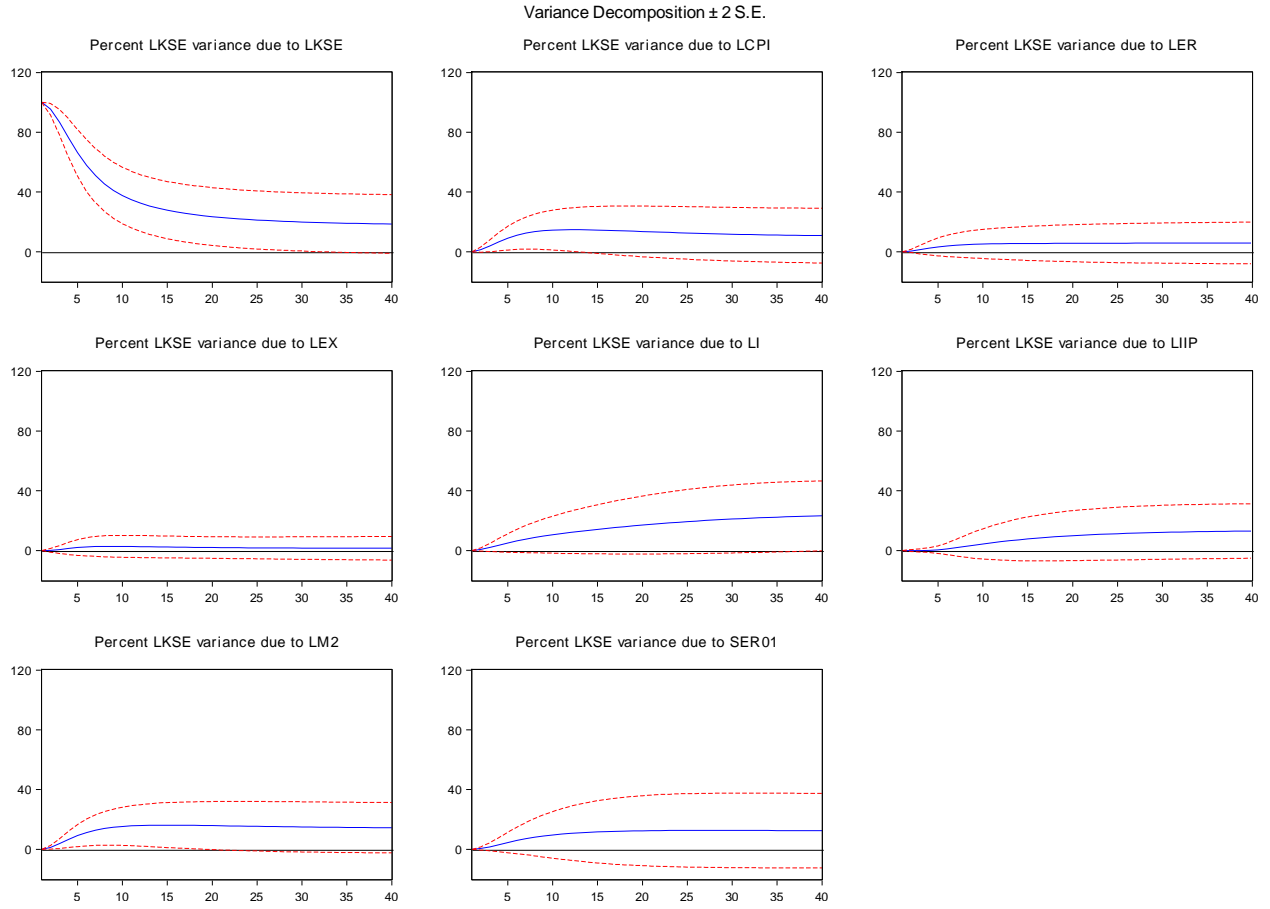 Variance Decomposition ± 2 S.E.
Percent LKSE variance due to LKSE
120
80
40
0
5 10 15 20 25 30 35 40
Percent LKSE variance due to LCPI
120
80
40
0
5 10 15 20 25 30 35 40
Percent LKSE variance due to LER
120
80
40
0
5 10 15 20 25 30 35 40
Percent LKSE variance due to LEX
120
80
40
0
5 10 15 20 25 30 35 40
Percent LKSE variance due to LI
120
80
40
0
5 10 15 20 25 30 35 40
Percent LKSE variance due to LIIP
120
80
40
0
5 10 15 20 25 30 35 40
Percent LKSE variance due to LM2
120
80
40
0
5 10 15 20 25 30 35 40
Percent LKSE variance due to SER01
120
80
40
0
5 10 15 20 25 30 35 40